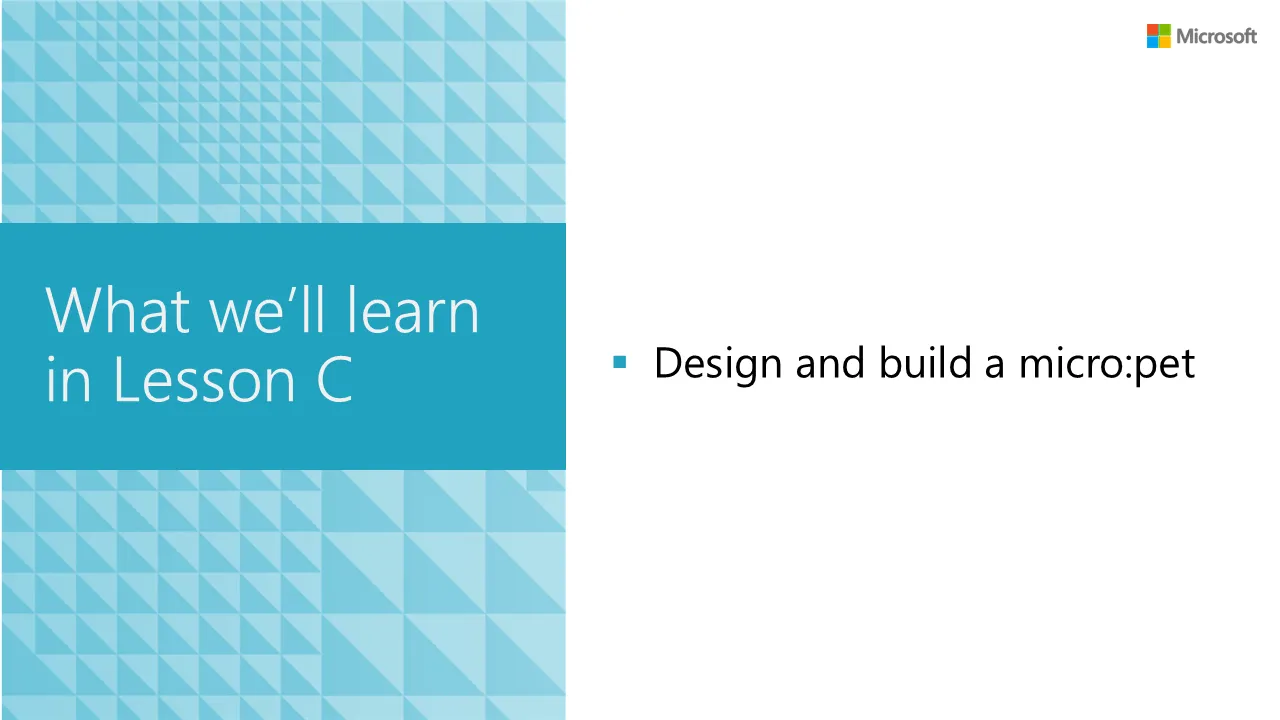 Microsoft
What we’ll learn
in Lesson C
▪ Design and build a micro:pet